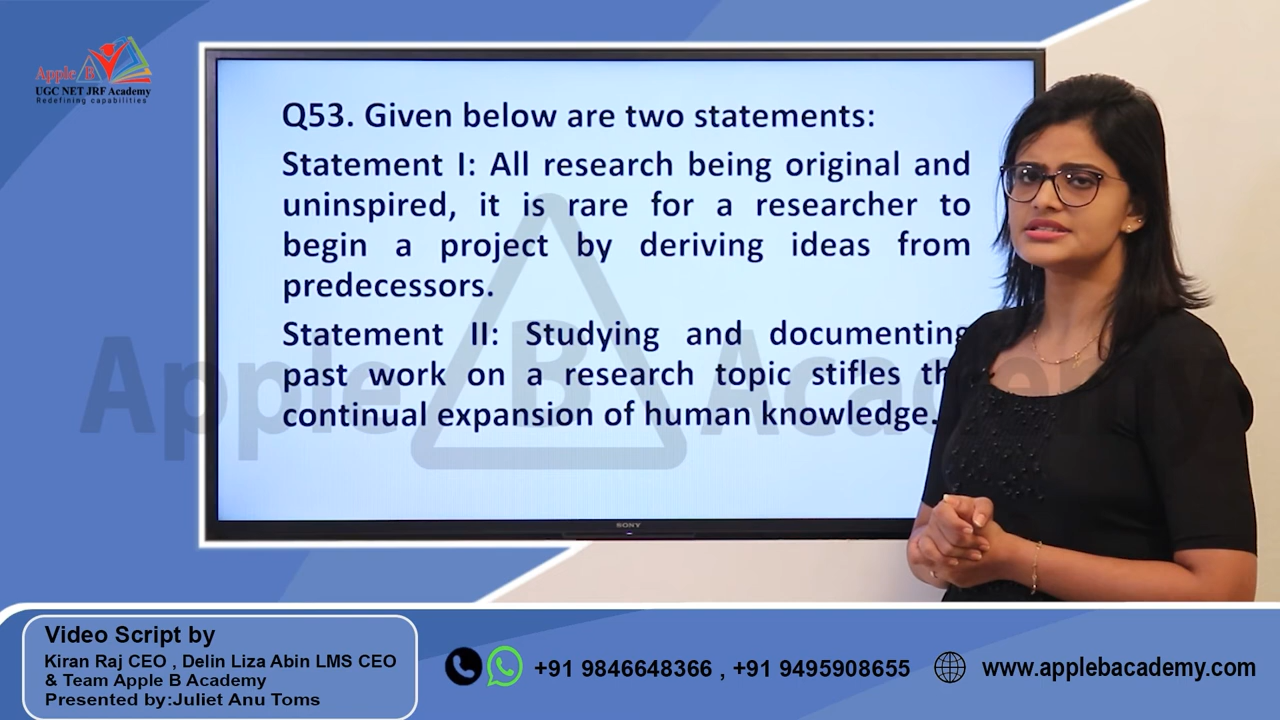 Apple B
UGC NET JRF Academy
Redefining capabilities
Q53. Given below are two statements:
Statement I: All research being original and
uninspired, it is rare for a researcher to
begin a project by deriving ideas from
predecessors.
Statement II: Studying and documenting
past work on a research topic stifles th
continual expansion of human knowledge.
Apple B Academy
SONY
Video Script by
Kiran Raj CEO , Delin Liza Abin LMS CEO
& Team Apple B Academy
Presented by:Juliet Anu Toms
+91 9846648366 , +91 9495908655
www.applebacademy.com